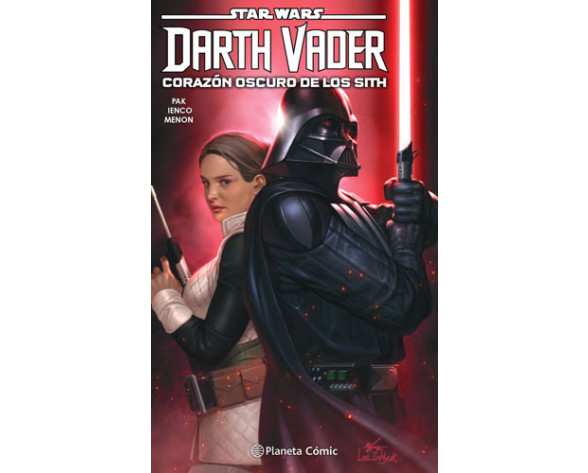 STAR WARS
DARTH VADER
CORAZÓN OSCURO DE LOS SITH
PAK
IENCO
MENON
Planeta Cómic